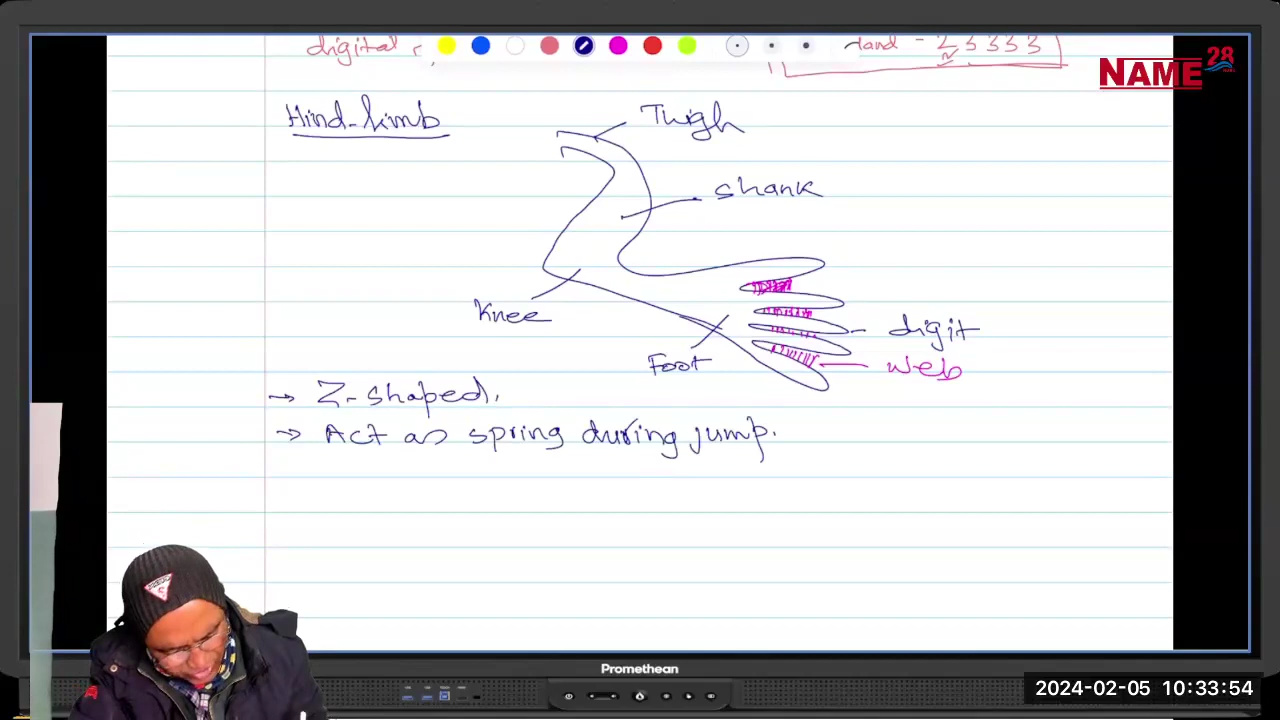 digital
Hand - 2 3 3 3 3
NAME 28
Hind-limb
Thigh
shank
Knee
digit
Foot
web
→ Z-shaped.
→ Act as spring during jump.
Promethean
2024-02-05 10:33:54